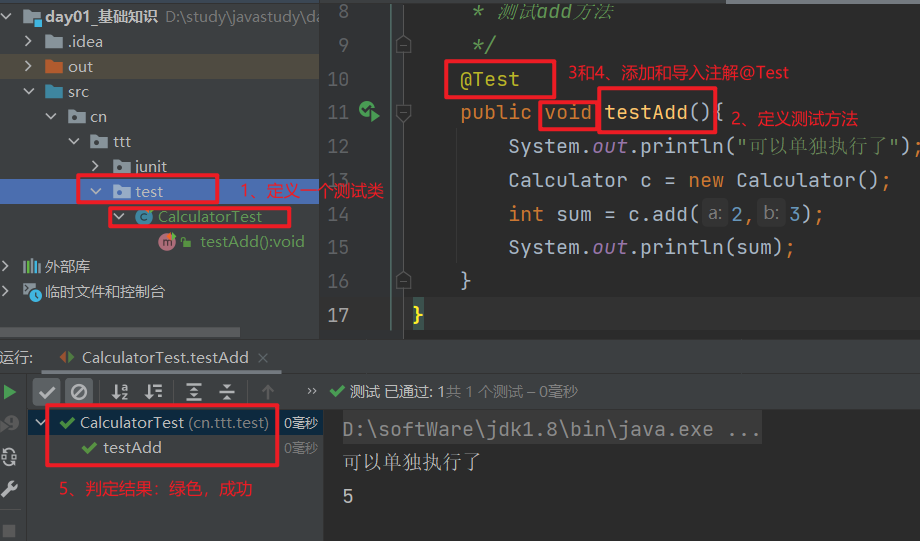 day01_基础知识 D:\study\javastudy\da
.idea
out
src
cn
ttt
junit
test
1、定义一个测试类
CalculatorTest
testAdd():void
外部库
临时文件和控制台
8 * 测试add方法
9 */
10 @Test
3和4、添加和导入注解@Test
11 public void testAdd(){
2、定义测试方法
12 System.out.println("可以单独执行了");
13 Calculator c = new Calculator();
14 int sum = c.add( a: 2, b: 3);
15 System.out.println(sum);
16 }
17 }
运行: CalculatorTest.testAdd
测试 已通过: 1共 1 个测试 – 0毫秒
CalculatorTest (cn.ttt.test) 0毫秒
testAdd 0毫秒
5、判定结果：绿色，成功
D:\softWare\jdk1.8\bin\java.exe ...
可以单独执行了
5